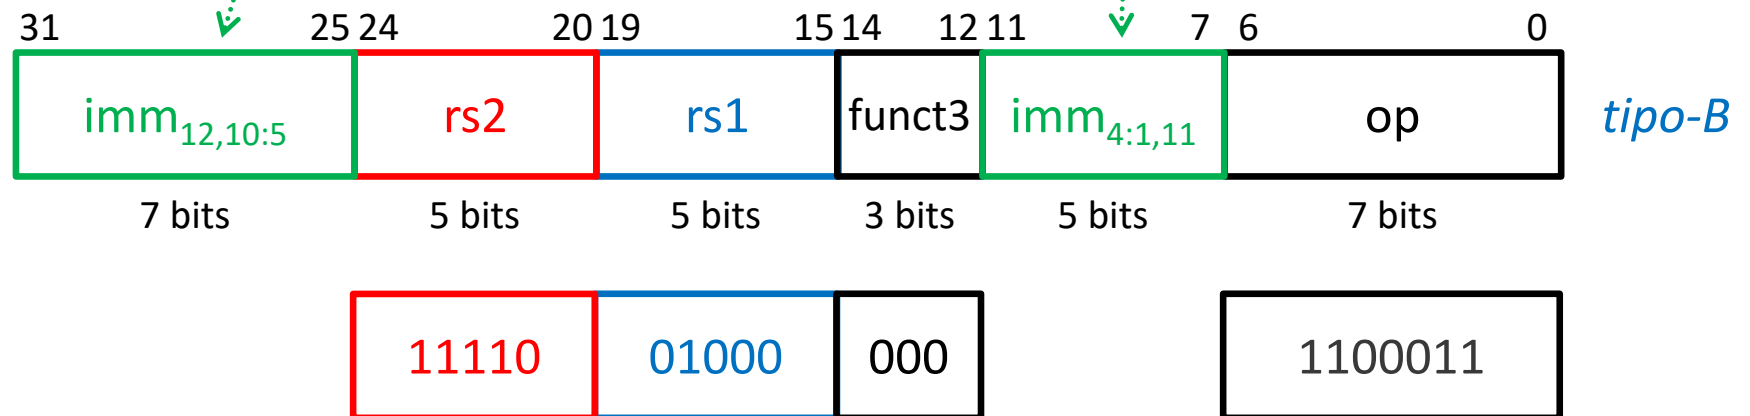 31 25 24 20 19 15 14 12 11 7 6 0
imm12,10:5 rs2 rs1 funct3 imm4:1,11 op tipo-B
7 bits 5 bits 5 bits 3 bits 5 bits 7 bits
11110 01000 000 1100011